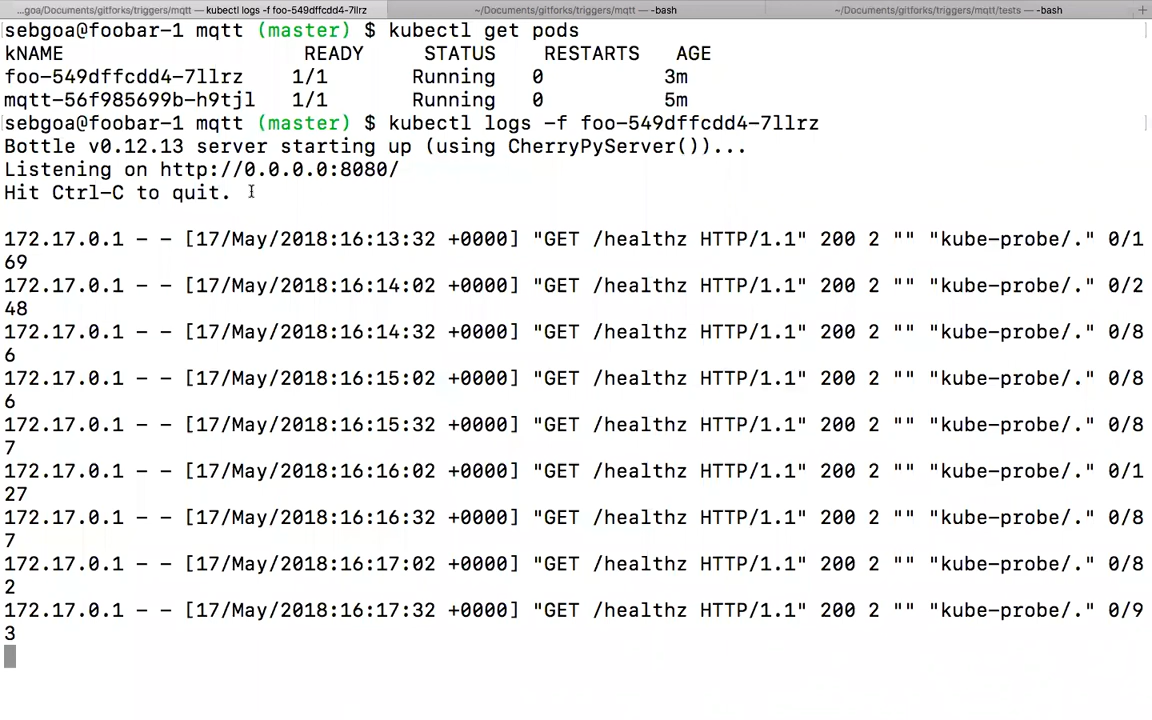 ...goa/Documents/gitforks/triggers/mqtt — kubectl logs -f foo-549dffcdd4-7llrz
~/Documents/gitforks/triggers/mqtt — -bash
~/Documents/gitforks/triggers/mqtt/tests — -bash
+
sebgoa@foobar-1 mqtt (master) $ kubectl get pods
kNAME READY STATUS RESTARTS AGE
foo-549dffcdd4-7llrz 1/1 Running 0 3m
mqtt-56f985699b-h9tjl 1/1 Running 0 5m
sebgoa@foobar-1 mqtt (master) $ kubectl logs -f foo-549dffcdd4-7llrz
Bottle v0.12.13 server starting up (using CherryPyServer())...
Listening on http://0.0.0.0:8080/
Hit Ctrl-C to quit.
172.17.0.1 - - [17/May/2018:16:13:32 +0000] "GET /healthz HTTP/1.1" 200 2 "" "kube-probe/." 0/1
69
172.17.0.1 - - [17/May/2018:16:14:02 +0000] "GET /healthz HTTP/1.1" 200 2 "" "kube-probe/." 0/2
48
172.17.0.1 - - [17/May/2018:16:14:32 +0000] "GET /healthz HTTP/1.1" 200 2 "" "kube-probe/." 0/8
6
172.17.0.1 - - [17/May/2018:16:15:02 +0000] "GET /healthz HTTP/1.1" 200 2 "" "kube-probe/." 0/8
6
172.17.0.1 - - [17/May/2018:16:15:32 +0000] "GET /healthz HTTP/1.1" 200 2 "" "kube-probe/." 0/8
7
172.17.0.1 - - [17/May/2018:16:16:02 +0000] "GET /healthz HTTP/1.1" 200 2 "" "kube-probe/." 0/1
27
172.17.0.1 - - [17/May/2018:16:16:32 +0000] "GET /healthz HTTP/1.1" 200 2 "" "kube-probe/." 0/8
7
172.17.0.1 - - [17/May/2018:16:17:02 +0000] "GET /healthz HTTP/1.1" 200 2 "" "kube-probe/." 0/8
2
172.17.0.1 - - [17/May/2018:16:17:32 +0000] "GET /healthz HTTP/1.1" 200 2 "" "kube-probe/." 0/9
3